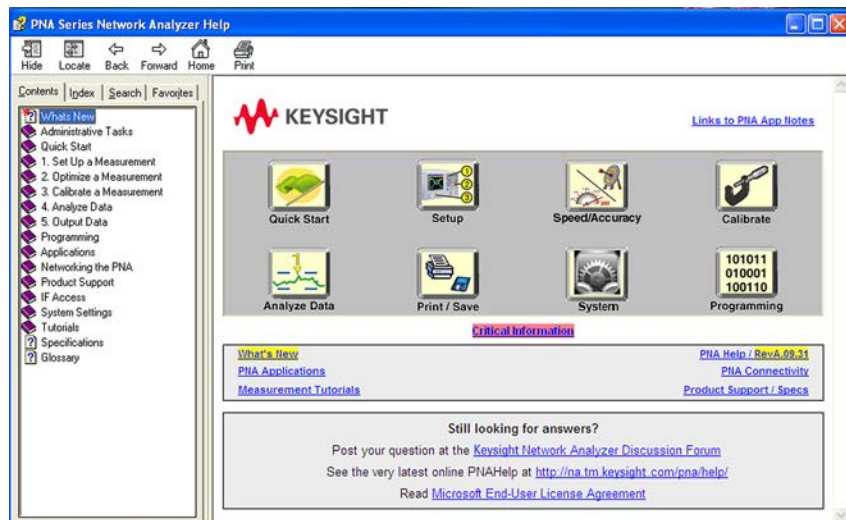 PNA Series Network Analyzer Help
Hide Locate Back Forward Home Print
Contents Index Search Favorites
Whats New
Administrative Tasks
Quick Start
1. Set Up a Measurement
2. Optimize a Measurement
3. Calibrate a Measurement
4. Analyze Data
5. Output Data
Programming
Applications
Networking the PNA
Product Support
IF Access
System Settings
Tutorials
Specifications
Glossary
KEYSIGHT
Links to PNA App Notes
1
2
3
Quick Start Setup Speed/Accuracy Calibrate
1
101011
010001
100110
Analyze Data Print / Save System Programming
Critical Information
What's New PNA Help / RevA.09.31
PNA Applications PNA Connectivity
Measurement Tutorials Product Support / Specs
Still looking for answers?
Post your question at the Keysight Network Analyzer Discussion Forum
See the very latest online PNAHelp at http://na.tm.keysight.com/pna/help/
Read Microsoft End-User License Agreement